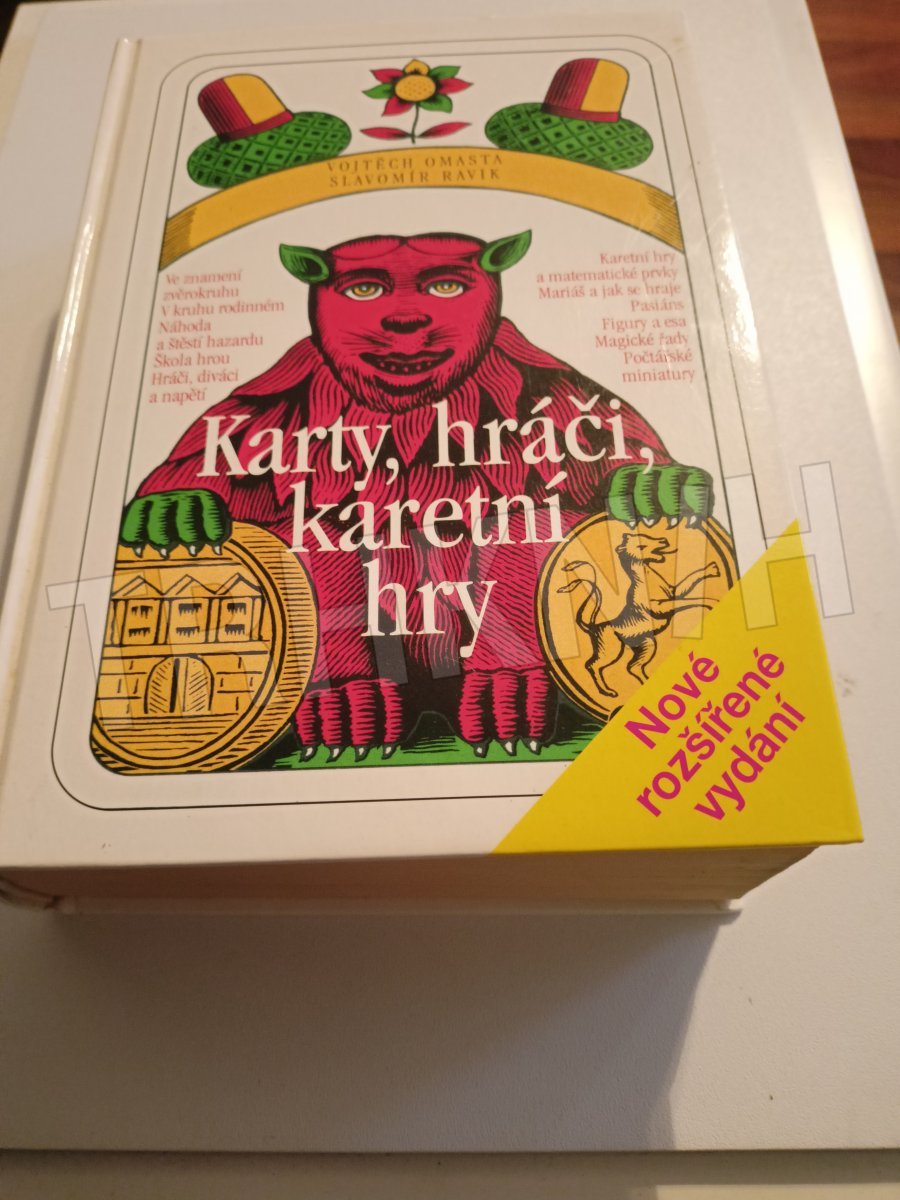 VOJTĚCH OMASTA
SLAVOMÍR RAVIK
Ve znamení
zvěrokruhu
V kruhu rodinném
Náhoda
a štěstí hazardu
Škola hrou
Hráči, diváci
a napětí
Karetní hry
a matematické prvky
Mariáš a jak se hraje
Pasiáns
Figury a esa
Magické řady
Počtářské
miniatury
Karty, hráči,
karetní
hry
Nové
rozšířené
vydání